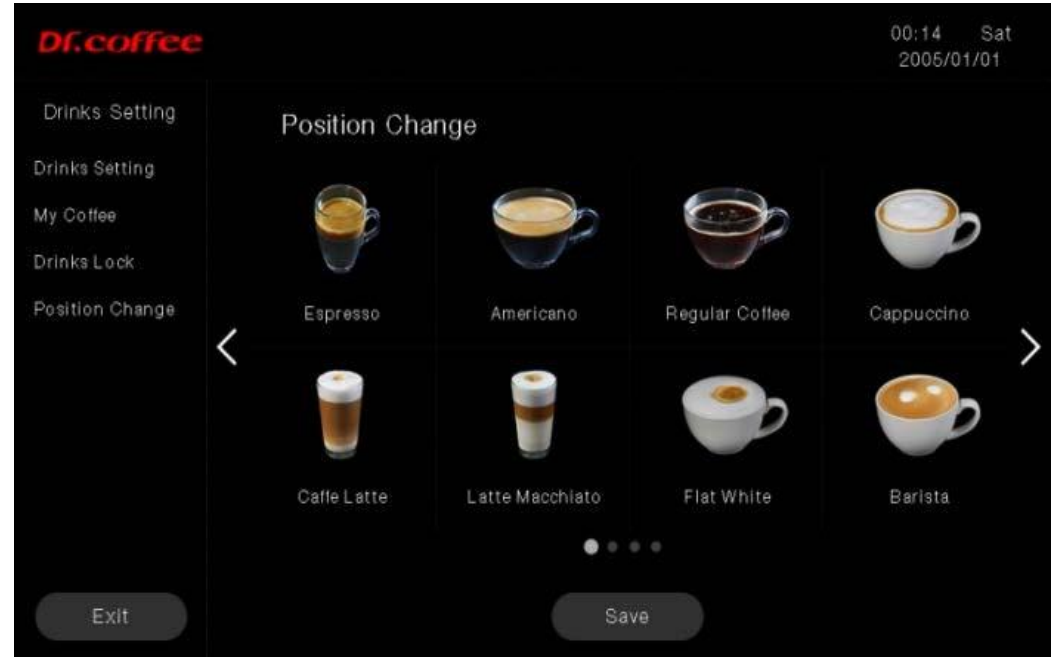 Dr.coffee
00:14 Sat
2005/01/01
Drinks Setting
Drinks Setting
My Coffee
Drinks Lock
Position Change
Position Change
Espresso Americano Regular Coffee Cappuccino
Caffe Latte Latte Macchiato Flat White Barista
Exit
Save